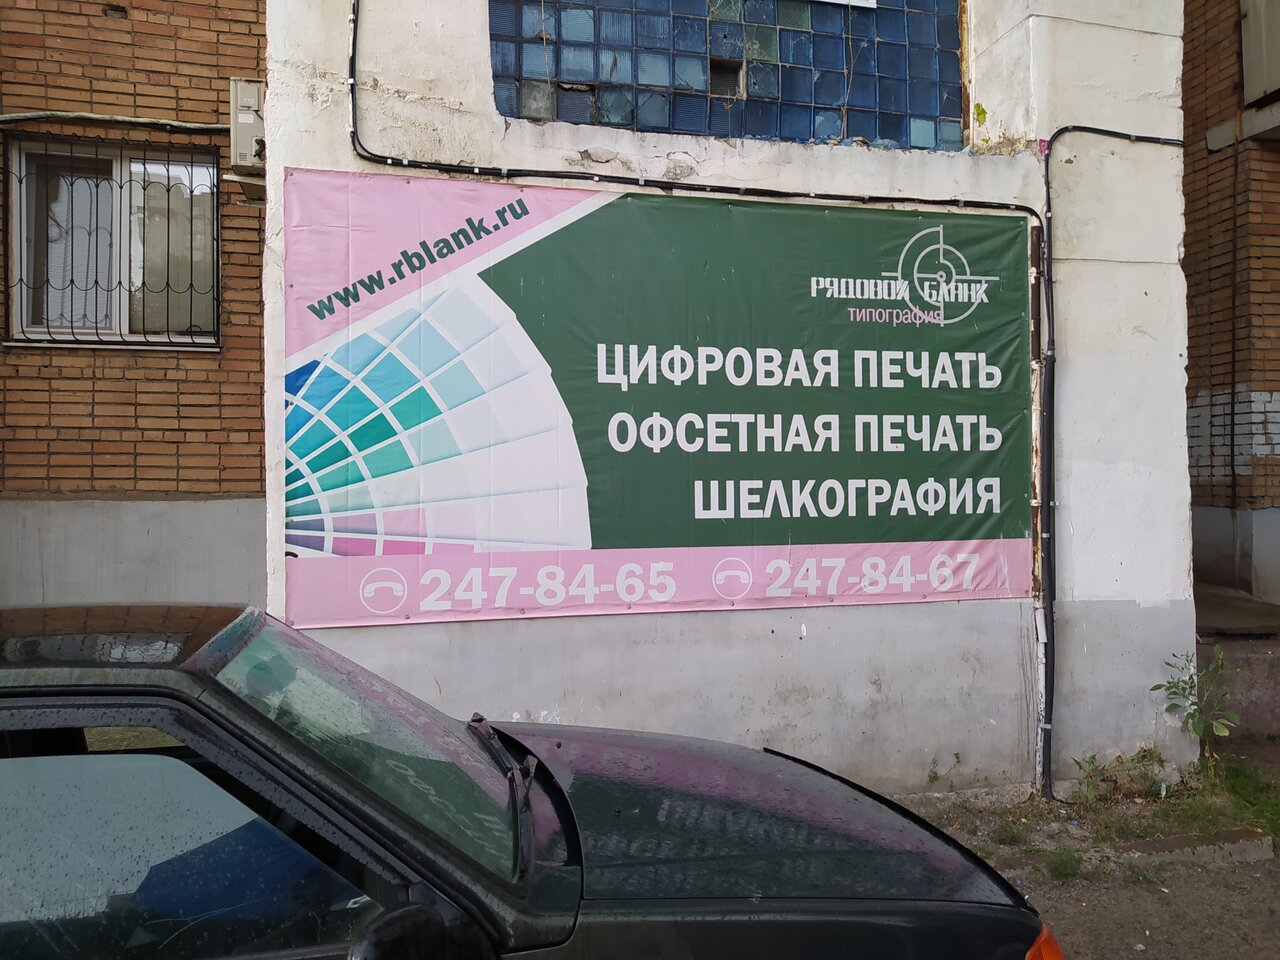 www.rblank.ru
РЯДОВОЙ БЛАНК
типография
ЦИФРОВАЯ ПЕЧАТЬ
ОФСЕТНАЯ ПЕЧАТЬ
ШЕЛКОГРАФИЯ
247-84-65 247-84-67